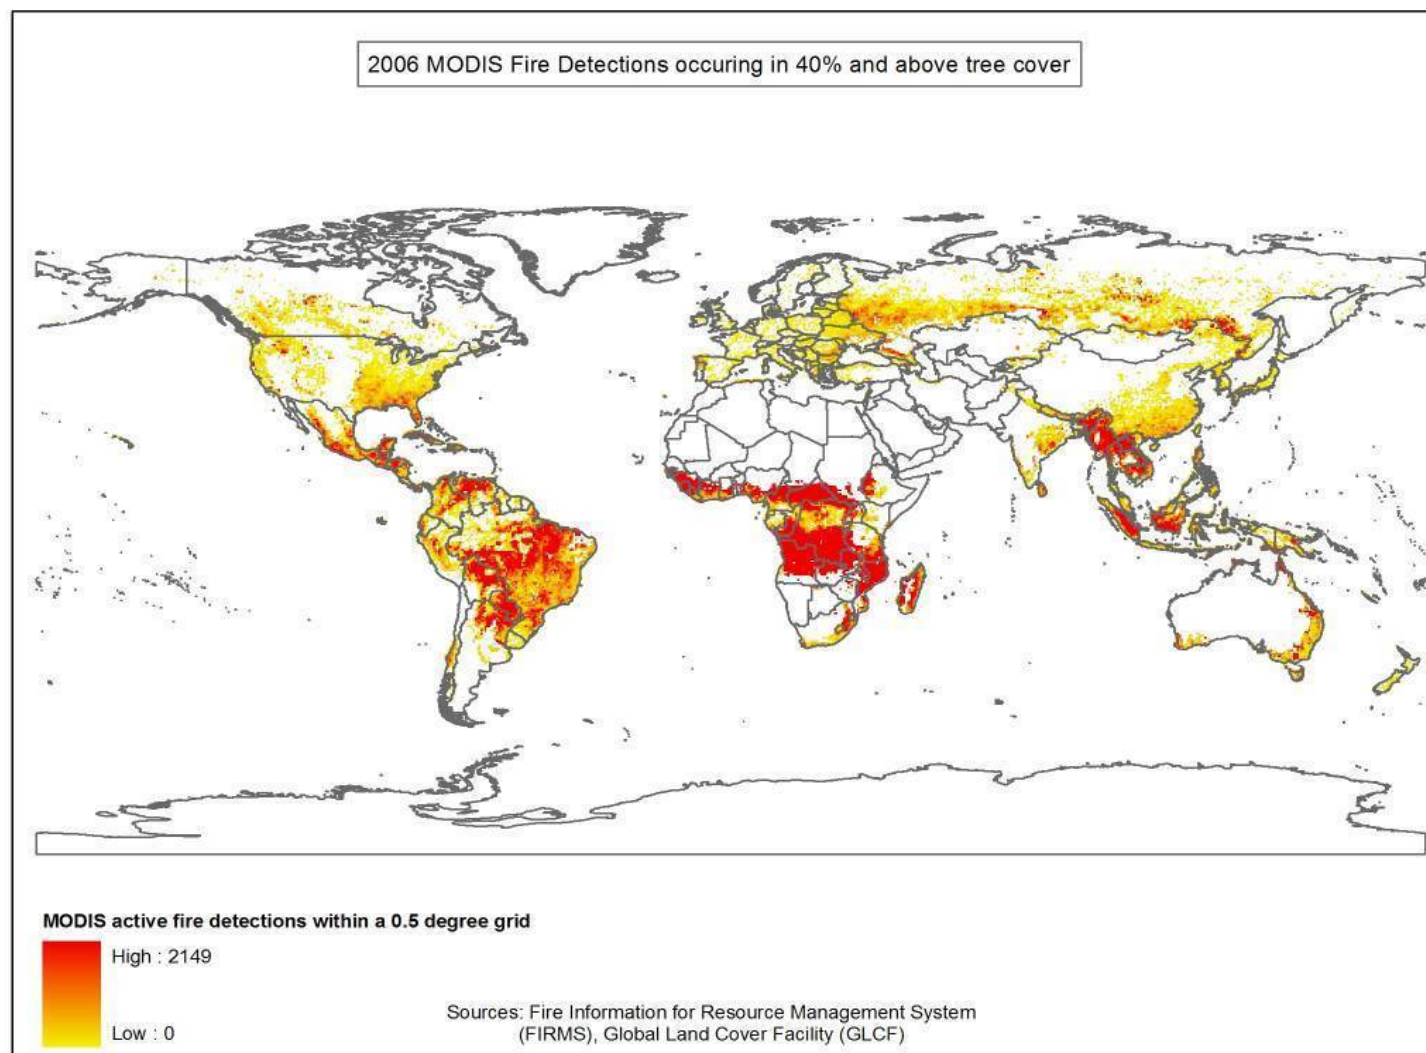 2006 MODIS Fire Detections occuring in 40% and above tree cover
MODIS active fire detections within a 0.5 degree grid
High : 2149
Low : 0
Sources: Fire Information for Resource Management System
(FIRMS), Global Land Cover Facility (GLCF)